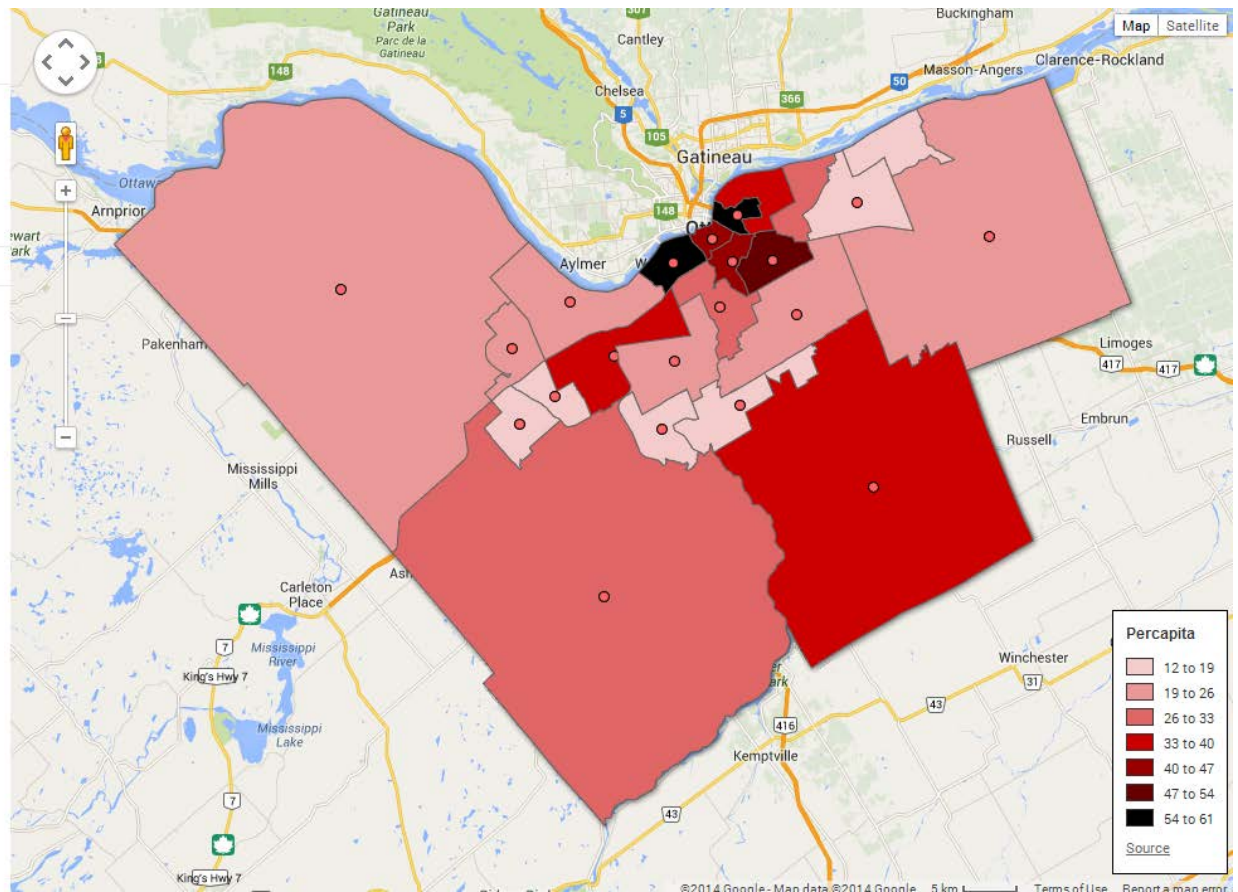 Gatineau
Park
Parc de la
Gatineau
307
Cantley
Buckingham
Map
Satellite
148
Masson-Angers
Clarence-Rockland
50
Chelsea
366
5
105
Gatineau
Arnprior
148
Aylmer
Pakenham
Limoges
417
417
Embrun
Russell
Mississippi
Mills
Carleton
Place
7
Mississippi
River
King's Hwy 7
Mississippi
Lake
Winchester
31
43
416
Kemptville
43
7
King's Hwy 7
Percapita
12 to 19
19 to 26
26 to 33
33 to 40
40 to 47
47 to 54
54 to 61
Source
©2014 Google - Map data ©2014 Google
5 km
Terms of Use
Report a map error